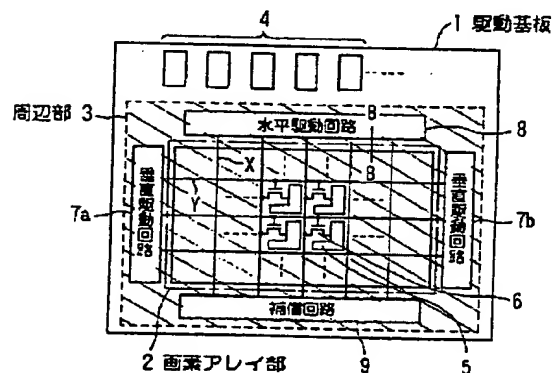 4
1 駆動基板
周辺部 3
水平駆動回路
8
B
B
X
Y
垂直駆動回路
7a
垂直駆動回路
7b
6
補償回路
2 画素アレイ部
9
5